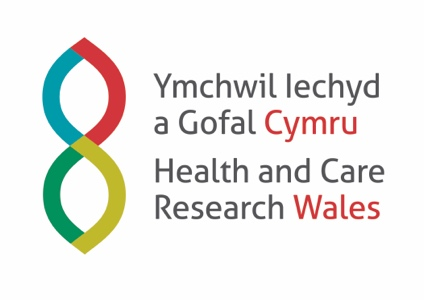 Ymchwil Iechyd
a Gofal Cymru
Health and Care
Research Wales